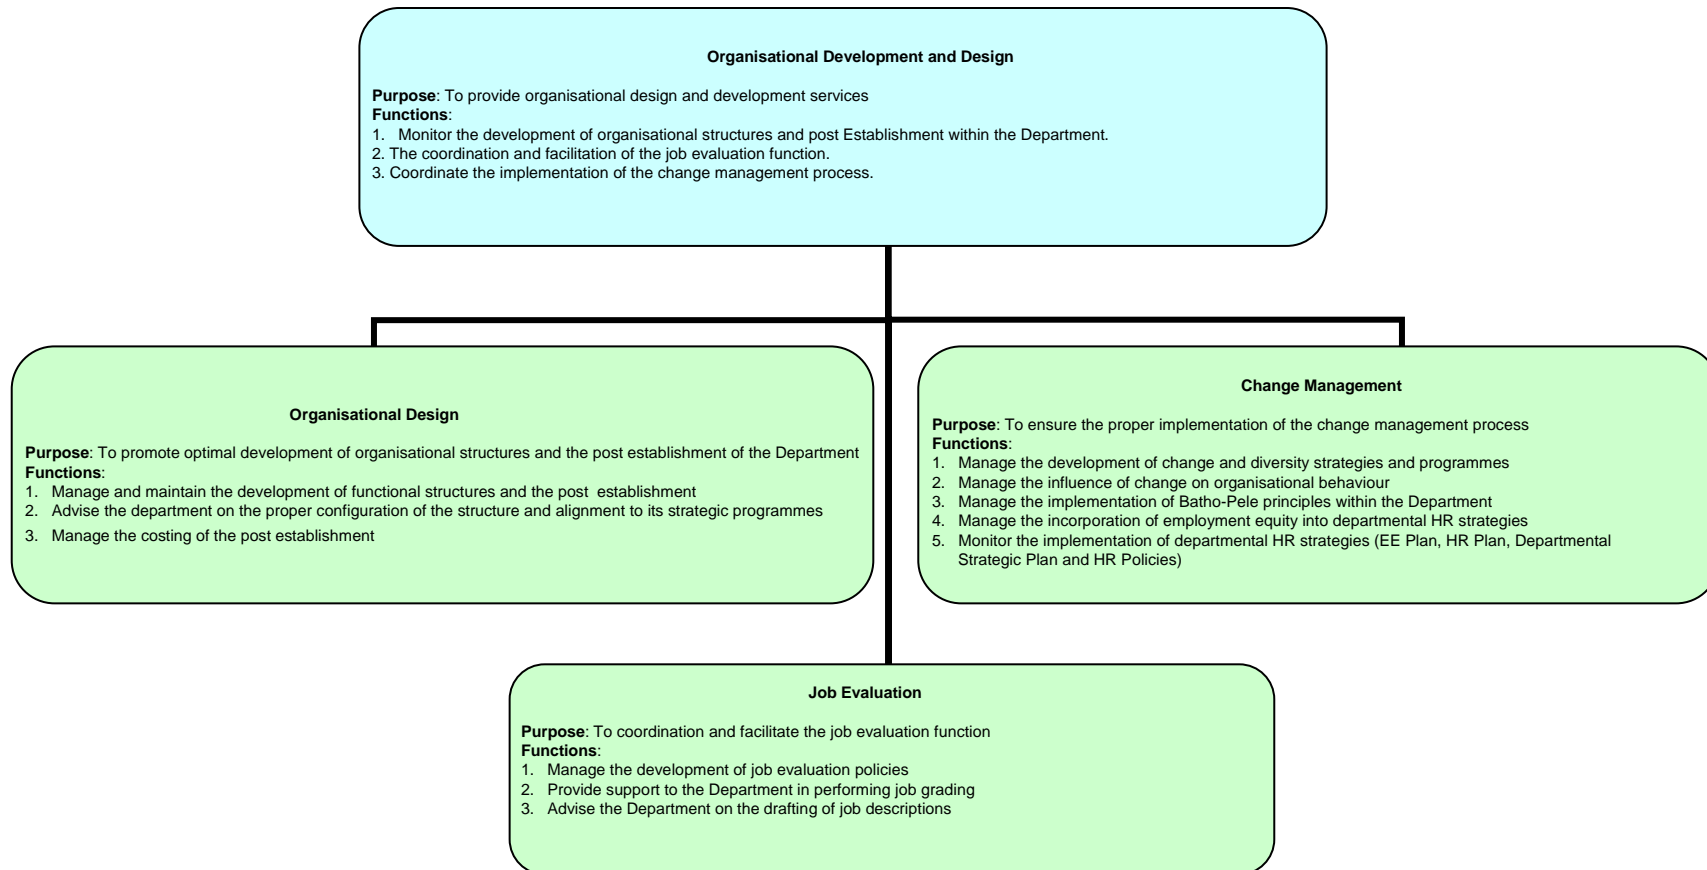 Organisational Development and Design
Purpose: To provide organisational design and development services
Functions:
1. Monitor the development of organisational structures and post Establishment within the Department.
2. The coordination and facilitation of the job evaluation function.
3. Coordinate the implementation of the change management process.
Organisational Design
Purpose: To promote optimal development of organisational structures and the post establishment of the Department
Functions:
1. Manage and maintain the development of functional structures and the post establishment
2. Advise the department on the proper configuration of the structure and alignment to its strategic programmes
3. Manage the costing of the post establishment
Change Management
Purpose: To ensure the proper implementation of the change management process
Functions:
1. Manage the development of change and diversity strategies and programmes
2. Manage the influence of change on organisational behaviour
3. Manage the implementation of Batho-Pele principles within the Department
4. Manage the incorporation of employment equity into departmental HR strategies
5. Monitor the implementation of departmental HR strategies (EE Plan, HR Plan, Departmental
Strategic Plan and HR Policies)
Job Evaluation
Purpose: To coordination and facilitate the job evaluation function
Functions:
1. Manage the development of job evaluation policies
2. Provide support to the Department in performing job grading
3. Advise the Department on the drafting of job descriptions